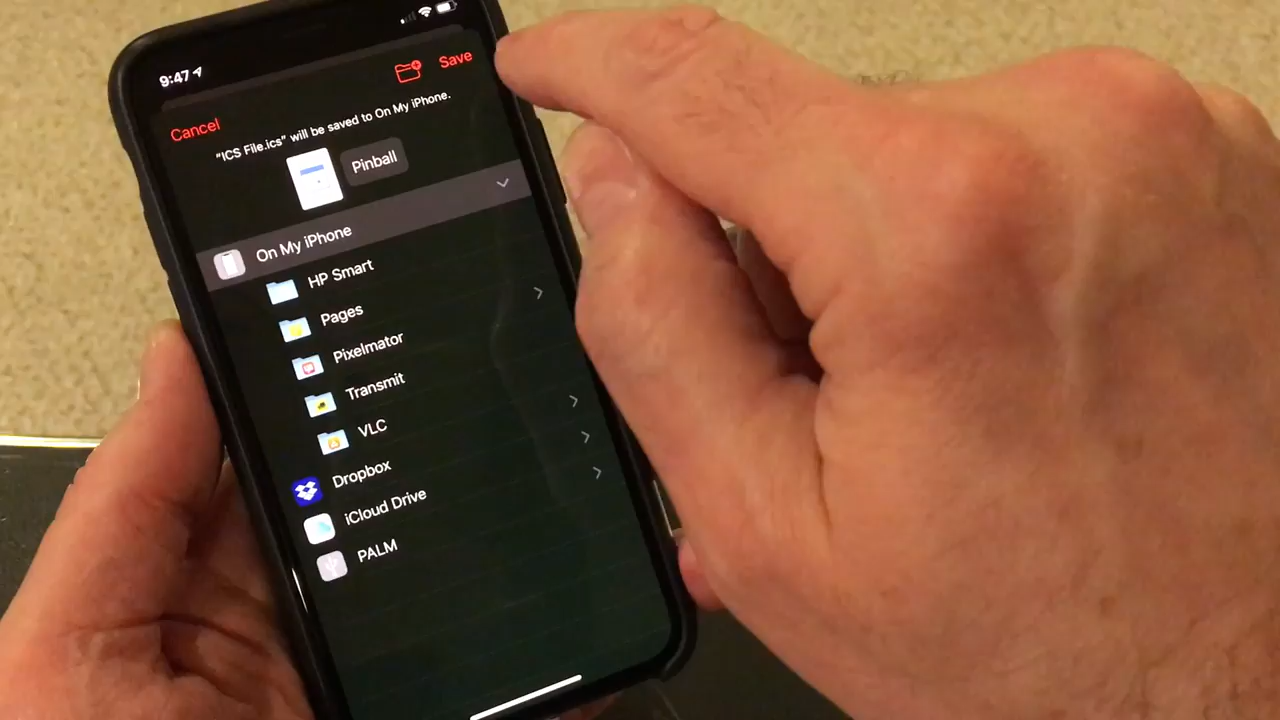 9:47
Save
Cancel
"ICS File.ics" will be saved to On My iPhone.
Pinball
On My iPhone
HP Smart
Pages
Pixelmator
Transmit
VLC
Dropbox
iCloud Drive
PALM